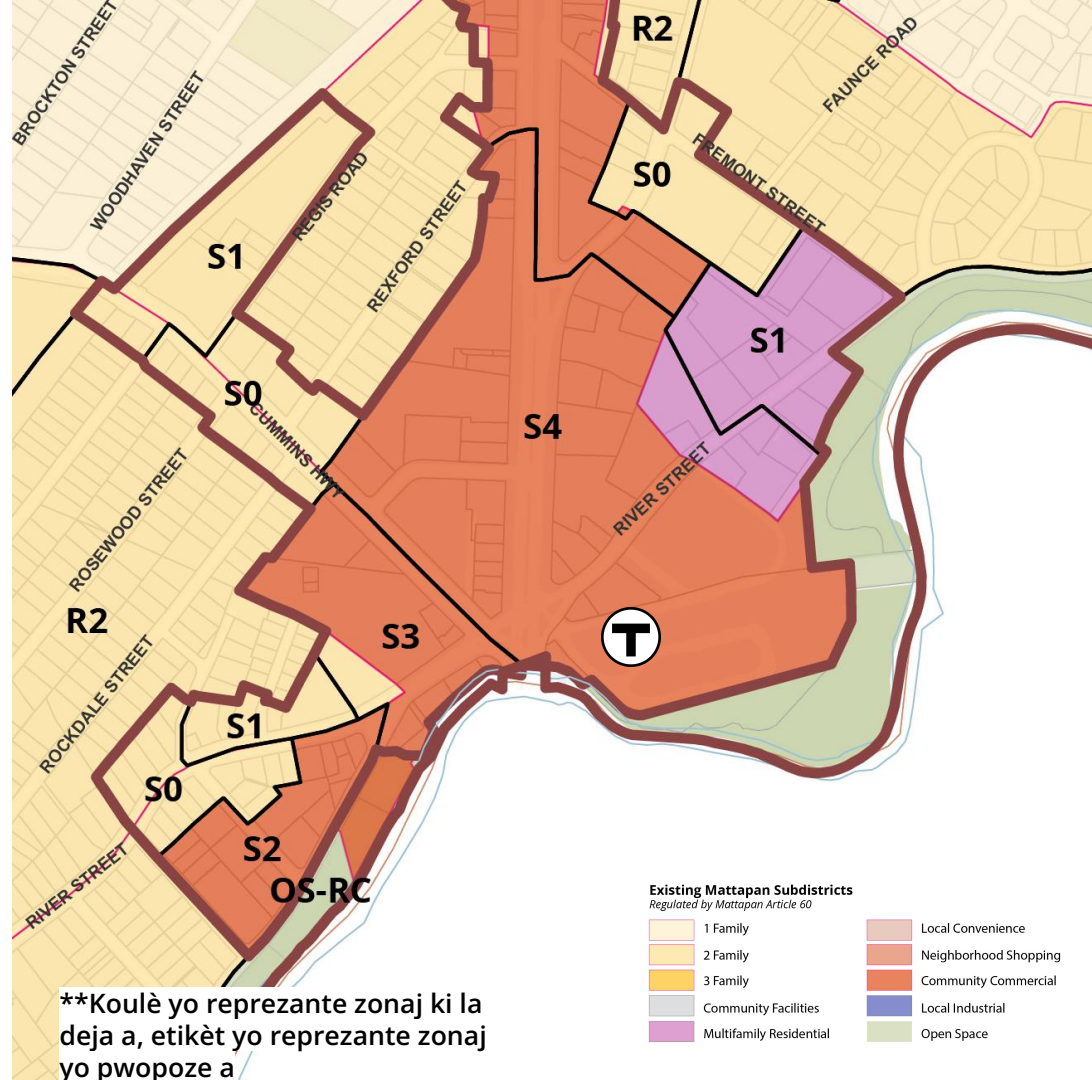 BROCKTON STREET
WOODHAVEN STREET
R2
FAUNCE ROAD
FREMONT STREET
S0
REGIS ROAD
REXFORD STREET
S1
S1
S0
CUMMINS HWY
S4
RIVER STREET
ROSEWOOD STREET
R2
S3
T
ROCKDALE STREET
S1
S0
S2
OS-RC
RIVER STREET
Existing Mattapan Subdistricts
Regulated by Mattapan Article 60
1 Family
2 Family
3 Family
Community Facilities
Multifamily Residential
Local Convenience
Neighborhood Shopping
Community Commercial
Local Industrial
Open Space
**Koulè yo reprezante zonaj ki la
deja a, etikèt yo reprezante zonaj
yo pwopoze a